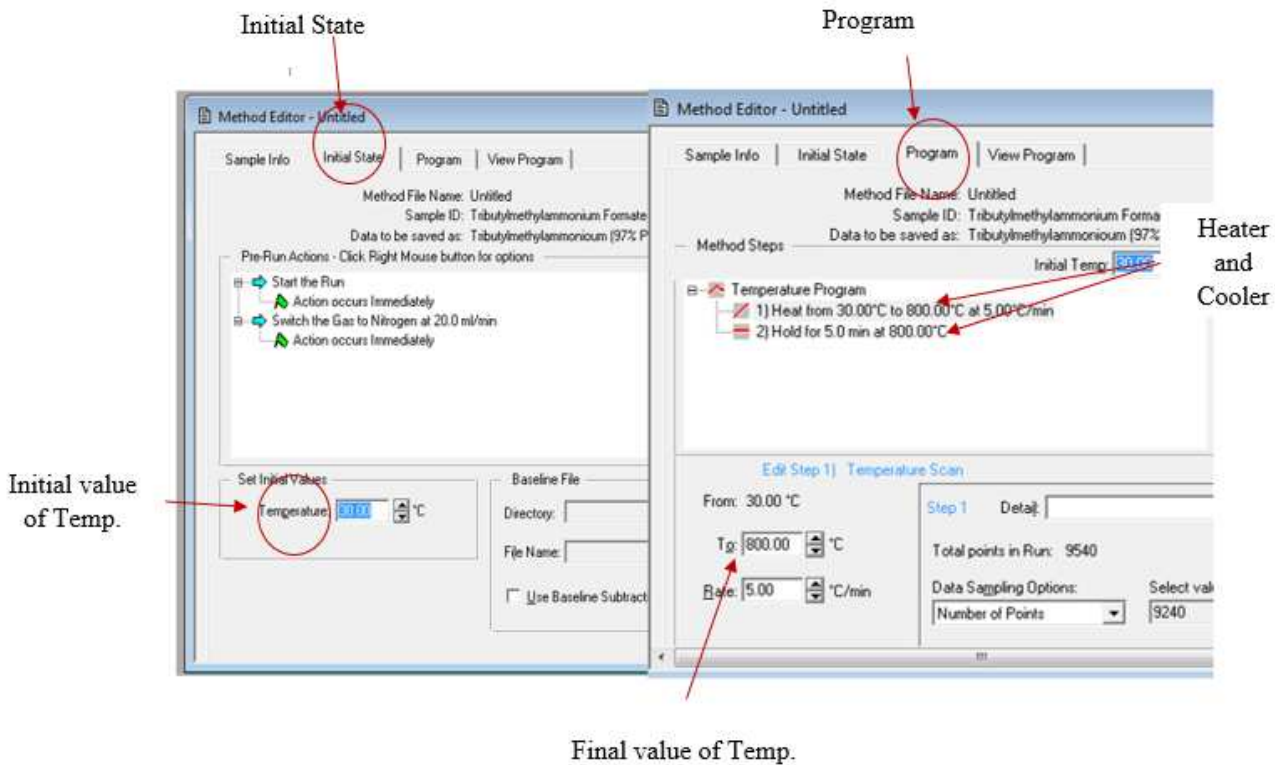 Initial State
Program
Method Editor - Untitled
Sample Info Initial State Program View Program
Method File Name: Untitled
Sample ID: Tributylmethylammonium Formate
Data to be saved as: Tributylmethylammonioum (97% P
Pre-Run Actions - Click Right Mouse button for options
Start the Run
Action occurs Immediately
Switch the Gas to Nitrogen at 20.0 ml/min
Action occurs Immediately
Set Initial Values
Temperature: 30.00 °C
Baseline File
Directory:
File Name:
Use Baseline Subtract
Initial value
of Temp.
Method Editor - Untitled
Sample Info Initial State Program View Program
Method File Name: Untitled
Sample ID: Tributylmethylammonium Forma
Data to be saved as: Tributylmethylammonioum (97%
Method Steps
Initial Temp: 30.00
Temperature Program
1) Heat from 30.00°C to 800.00°C at 5.00°C/min
2) Hold for 5.0 min at 800.00°C
Heater
and
Cooler
Edit Step 1) Temperature Scan
From: 30.00 °C
To: 800.00 °C
Rate: 5.00 °C/min
Step 1 Detail:
Total points in Run: 9540
Data Sampling Options: Select val
Number of Points 9240
Final value of Temp.